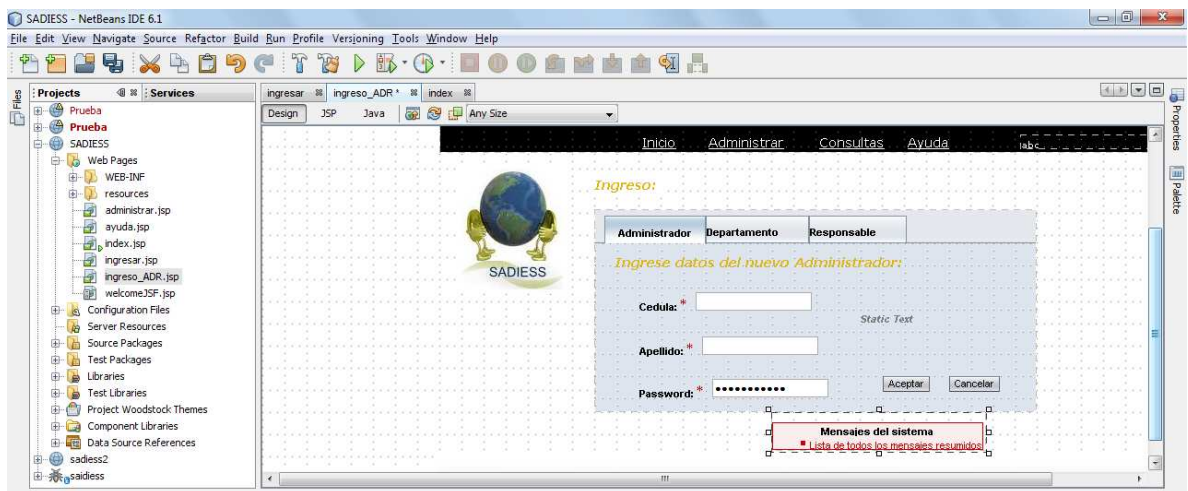 SADIESS - NetBeans IDE 6.1
File Edit View Navigate Source Refactor Build Run Profile Versioning Tools Window Help
Files
Projects
Services
Prueba
Prueba
SADIESS
Web Pages
WEB-INF
resources
administrar.jsp
ayuda.jsp
index.jsp
ingresar.jsp
ingreso_ADR.jsp
welcomeJSF.jsp
Configuration Files
Server Resources
Source Packages
Test Packages
Libraries
Test Libraries
Project Woodstock Themes
Component Libraries
Data Source References
sadiess2
saidiess
ingresar ingreso_ADR * index
Design JSP Java Any Size
Inicio Administrar Consultas Ayuda abc
SADIESS
Ingreso:
Administrador Departamento Responsable
Ingrese datos del nuevo Administrador:
Cedula: *
Static Text
Apellido: *
Password: * •••••••••••
Aceptar Cancelar
Mensajes del sistema
Lista de todos los mensajes resumidos
Properties
Palette